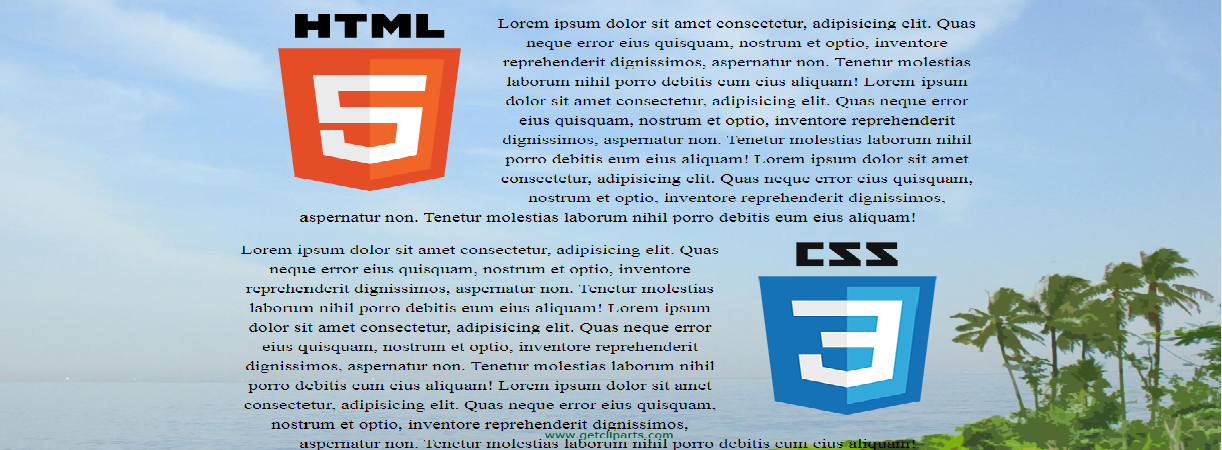 HTML
5
Lorem ipsum dolor sit amet consectetur, adipisicing elit. Quas
neque error eius quisquam, nostrum et optio, inventore
reprehenderit dignissimos, aspernatur non. Tenetur molestias
laborum nihil porro debitis eum eius aliquam! Lorem ipsum
dolor sit amet consectetur, adipisicing elit. Quas neque error
eius quisquam, nostrum et optio, inventore reprehenderit
dignissimos, aspernatur non. Tenetur molestias laborum nihil
porro debitis eum eius aliquam! Lorem ipsum dolor sit amet
consectetur, adipisicing elit. Quas neque error eius quisquam,
nostrum et optio, inventore reprehenderit dignissimos,
aspernatur non. Tenetur molestias laborum nihil porro debitis eum eius aliquam!
Lorem ipsum dolor sit amet consectetur, adipisicing elit. Quas
neque error eius quisquam, nostrum et optio, inventore
reprehenderit dignissimos, aspernatur non. Tenetur molestias
laborum nihil porro debitis eum eius aliquam! Lorem ipsum
dolor sit amet consectetur, adipisicing elit. Quas neque error
eius quisquam, nostrum et optio, inventore reprehenderit
dignissimos, aspernatur non. Tenetur molestias laborum nihil
porro debitis eum eius aliquam! Lorem ipsum dolor sit amet
consectetur, adipisicing elit. Quas neque error eius quisquam,
nostrum et optio, inventore reprehenderit dignissimos,
aspernatur non. Tenetur molestias laborum nihil porro debitis eum eius aliquam!
CSS
3
www.getcliparts.com